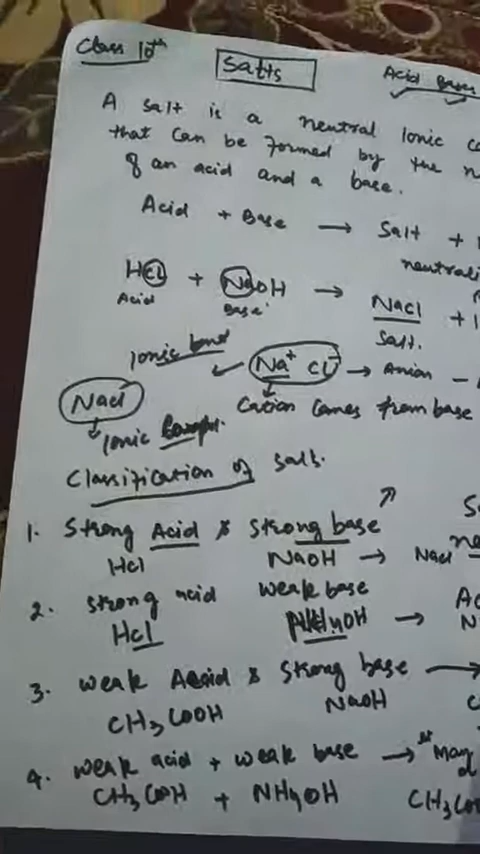 Class 10th
Salts
Acid Bases
A salt is a neutral Ionic
that can be formed by the
of an acid and a base.
Acid + Base → Salt +
HCl + NaOH → NaCl +
Acid Base Salt.
Ionic bond
Na+ Cl- → Anion -
NaCl
Cation Comes from base
Ionic
Classification of salts.
1. Strong Acid & Strong base
HCl NaOH → NaCl
2. strong acid weak base
HCl NH4OH →
3. weak Acid & Strong base →
CH3COOH NaOH
4. weak acid + weak base →
CH3COOH + NH4OH